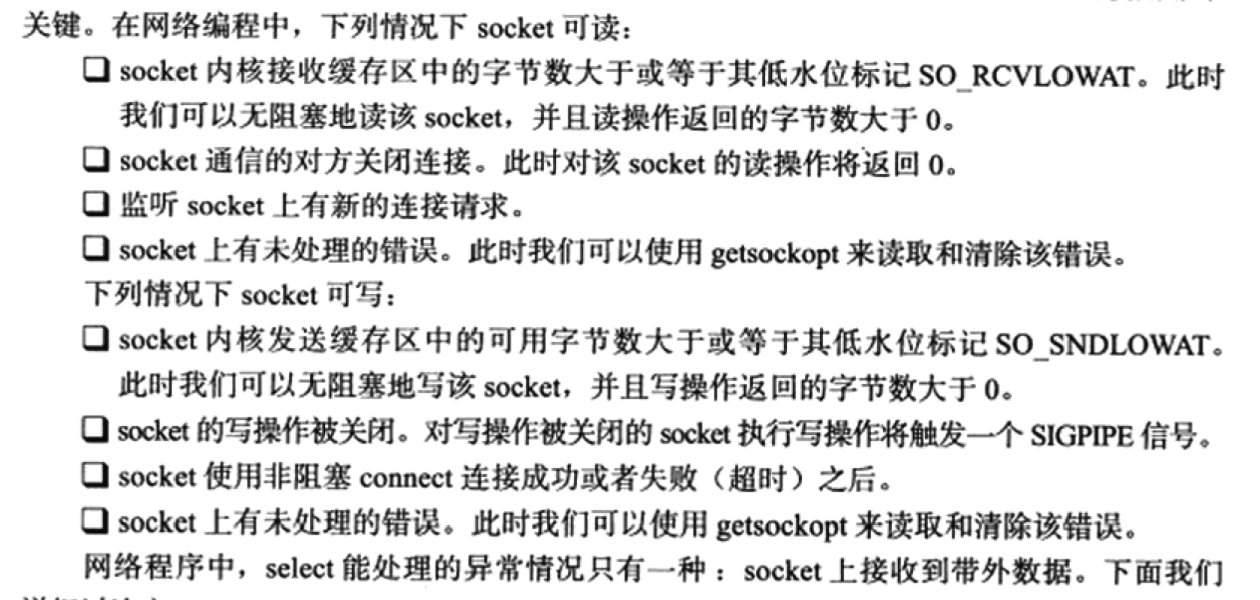 关键。在网络编程中，下列情况下 socket 可读：
❑ socket 内核接收缓存区中的字节数大于或等于其低水位标记 SO_RCVLOWAT。此时
我们可以无阻塞地读该 socket，并且读操作返回的字节数大于 0。
❑ socket 通信的对方关闭连接。此时对该 socket 的读操作将返回 0。
❑ 监听 socket 上有新的连接请求。
❑ socket 上有未处理的错误。此时我们可以使用 getsockopt 来读取和清除该错误。
下列情况下 socket 可写：
❑ socket 内核发送缓存区中的可用字节数大于或等于其低水位标记 SO_SNDLOWAT。
此时我们可以无阻塞地写该 socket，并且写操作返回的字节数大于 0。
❑ socket 的写操作被关闭。对写操作被关闭的 socket 执行写操作将触发一个 SIGPIPE 信号。
❑ socket 使用非阻塞 connect 连接成功或者失败（超时）之后。
❑ socket 上有未处理的错误。此时我们可以使用 getsockopt 来读取和清除该错误。
网络程序中，select 能处理的异常情况只有一种：socket 上接收到带外数据。下面我们